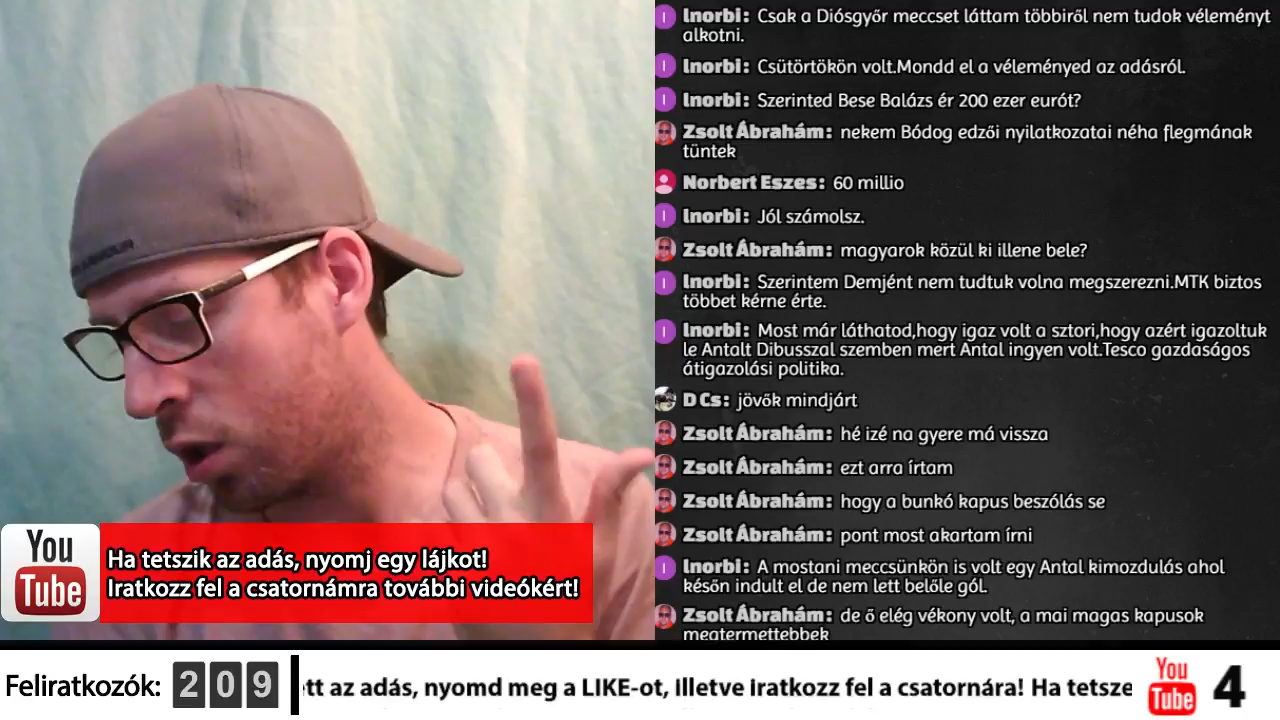 lnorbi: Csak a Diósgyőr meccset láttam többiről nem tudok véleményt
alkotni.
lnorbi: Csütörtökön volt.Mondd el a véleményed az adásról.
lnorbi: Szerinted Bese Balázs ér 200 ezer eurót?
Zsolt Ábrahám: nekem Bódog edzői nyilatkozatai néha flegmának
tüntek
Norbert Eszes: 60 millio
lnorbi: Jól számolsz.
Zsolt Ábrahám: magyarok közül ki illene bele?
lnorbi: Szerintem Demjént nem tudtuk volna megszerezni.MTK biztos
többet kérne érte.
lnorbi: Most már láthatod,hogy igaz volt a sztori,hogy azért igazoltuk
le Antalt Dibusszal szemben mert Antal ingyen volt.Tesco gazdaságos
átigazolási politika.
D Cs: jövők mindjárt
Zsolt Ábrahám: hé izé na gyere má vissza
Zsolt Ábrahám: ezt arra írtam
Zsolt Ábrahám: hogy a bunkó kapus beszólás se
Zsolt Ábrahám: pont most akartam írni
lnorbi: A mostani meccsünkön is volt egy Antal kimozdulás ahol
későn indult el de nem lett belőle gól.
Zsolt Ábrahám: de ő elég vékony volt, a mai magas kapusok
megtermettebbek
You
Tube
Ha tetszik az adás, nyomj egy lájkot!
Iratkozz fel a csatornámra további videókért!
Feliratkozók: 209
ett az adás, nyomd meg a LIKE-ot, illetve iratkozz fel a csatornára! Ha tetsze
You
Tube
4